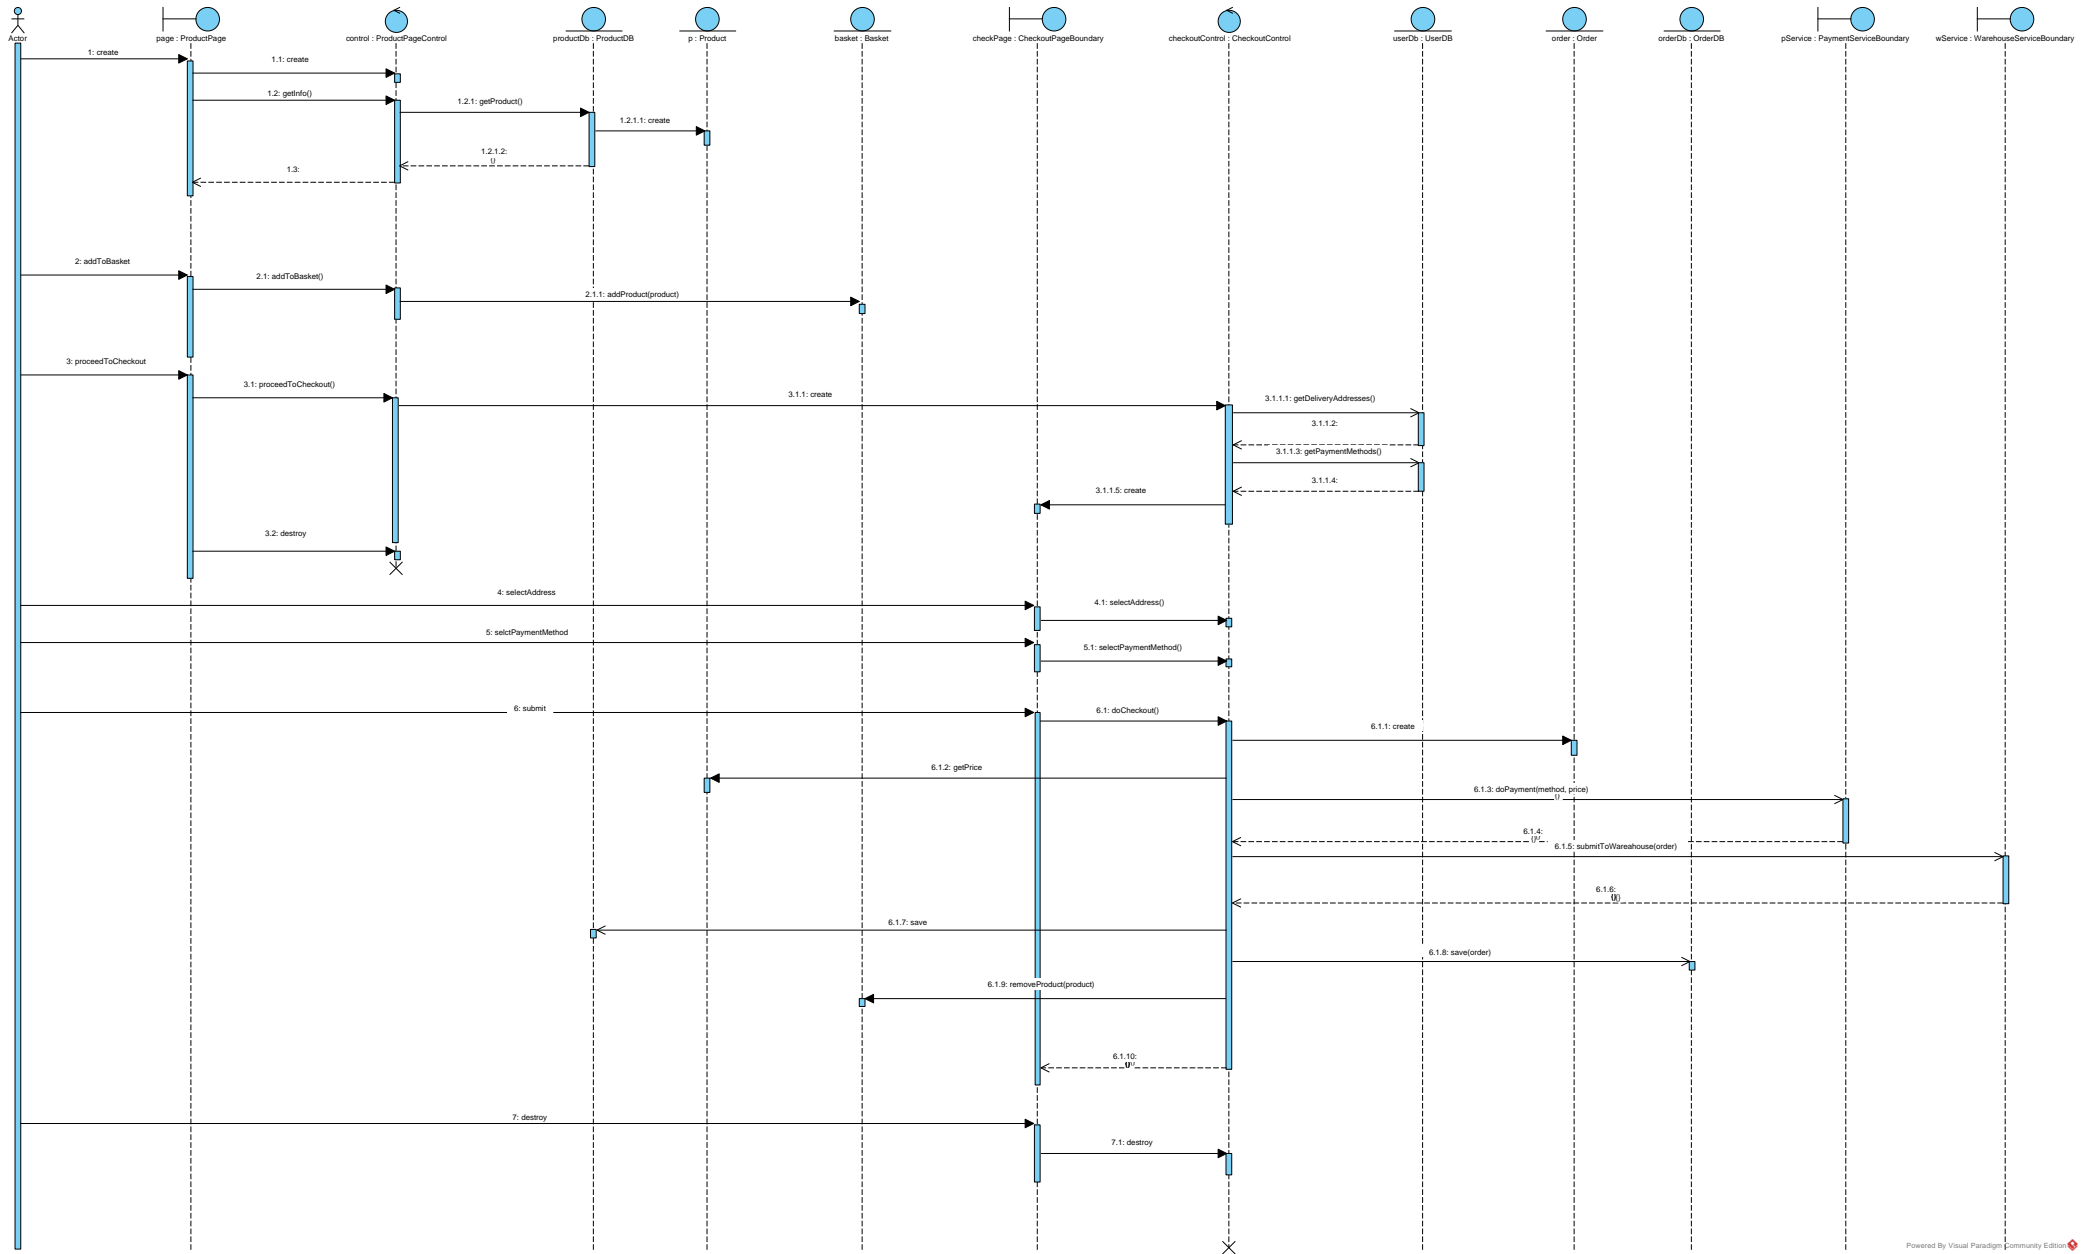 Actor
page : ProductPage
control : ProductPageControl
productDb : ProductDB
p : Product
basket : Basket
checkPage : CheckoutPageBoundary
checkoutControl : CheckoutControl
userDb : UserDB
order : Order
orderDb : OrderDB
pService : PaymentServiceBoundary
wService : WarehouseServiceBoundary
1: create
1.1: create
1.2: getInfo()
1.2.1: getProduct()
1.2.1.1: create
1.2.1.2:
1.3:
2: addToBasket
2.1: addToBasket()
2.1.1: addProduct(product)
3: proceedToCheckout
3.1: proceedToCheckout()
3.1.1: create
3.1.1.1: getDeliveryAddresses()
3.1.1.2:
3.1.1.3: getPaymentMethods()
3.1.1.4:
3.1.1.5: create
3.2: destroy
4: selectAddress
4.1: selectAddress()
5: selctPaymentMethod
5.1: selectPaymentMethod()
6: submit
6.1: doCheckout()
6.1.1: create
6.1.2: getPrice
6.1.3: doPayment(method, price)
6.1.4:
6.1.5: submitToWareahouse(order)
6.1.6:
6.1.7: save
6.1.8: save(order)
6.1.9: removeProduct(product)
6.1.10:
7: destroy
7.1: destroy
Powered By Visual Paradigm Community Edition